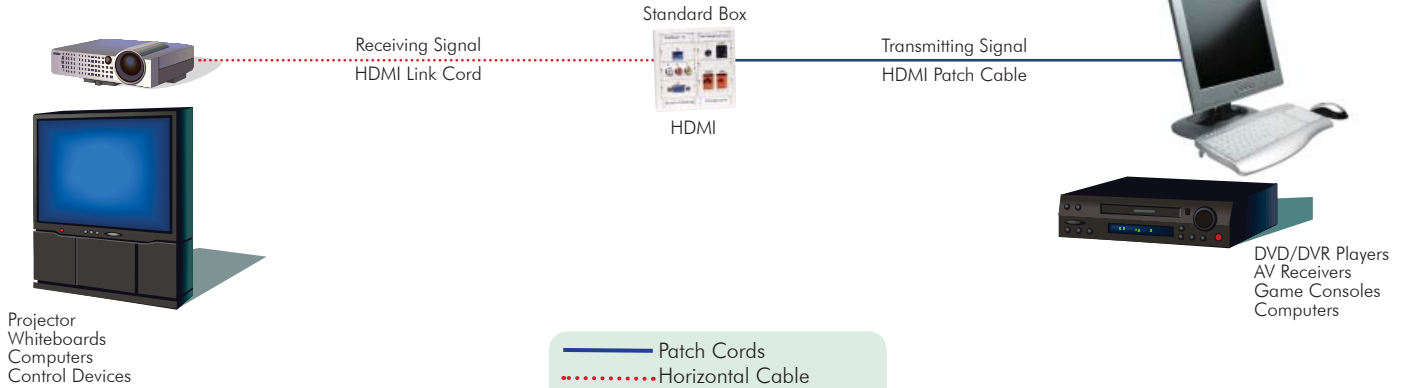 Standard Box
Receiving Signal
HDMI Link Cord
Transmitting Signal
HDMI Patch Cable
HDMI
DVD/DVR Players
AV Receivers
Game Consoles
Computers
Projector
Whiteboards
Computers
Control Devices
Patch Cords
Horizontal Cable